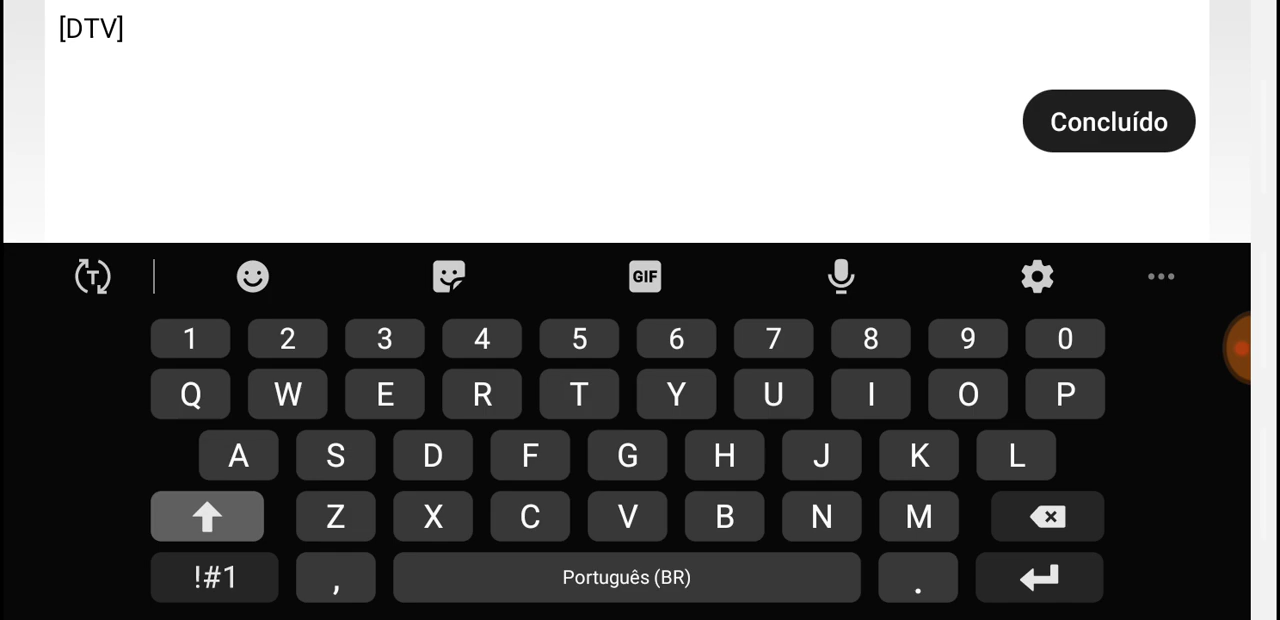 [DTV]
Concluído
GIF
1 2 3 4 5 6 7 8 9 0
Q W E R T Y U I O P
A S D F G H J K L
Z X C V B N M
!#1 , Português (BR) .